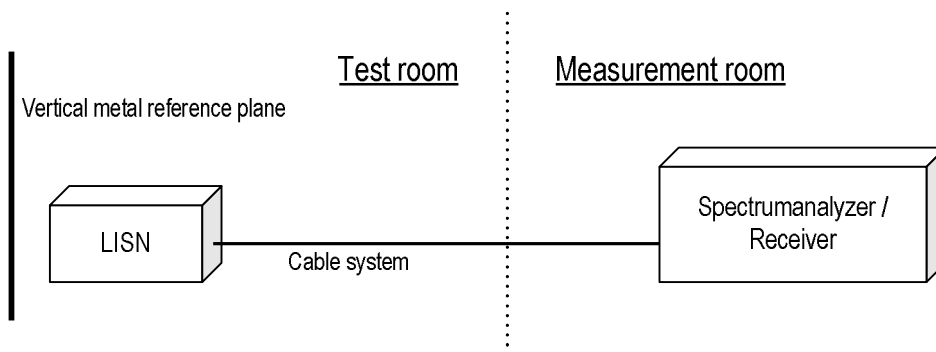 Test room
Measurement room
Vertical metal reference plane
LISN
Cable system
Spectrumanalyzer /
Receiver